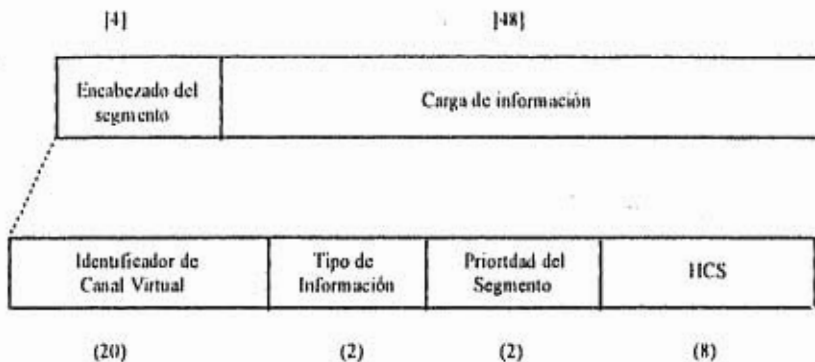 [4] [48]
Encabezado del
segmento
Carga de información
Identificador de
Canal Virtual
Tipo de
Información
Prioridad del
Segmento
HCS
(20) (2) (2) (8)